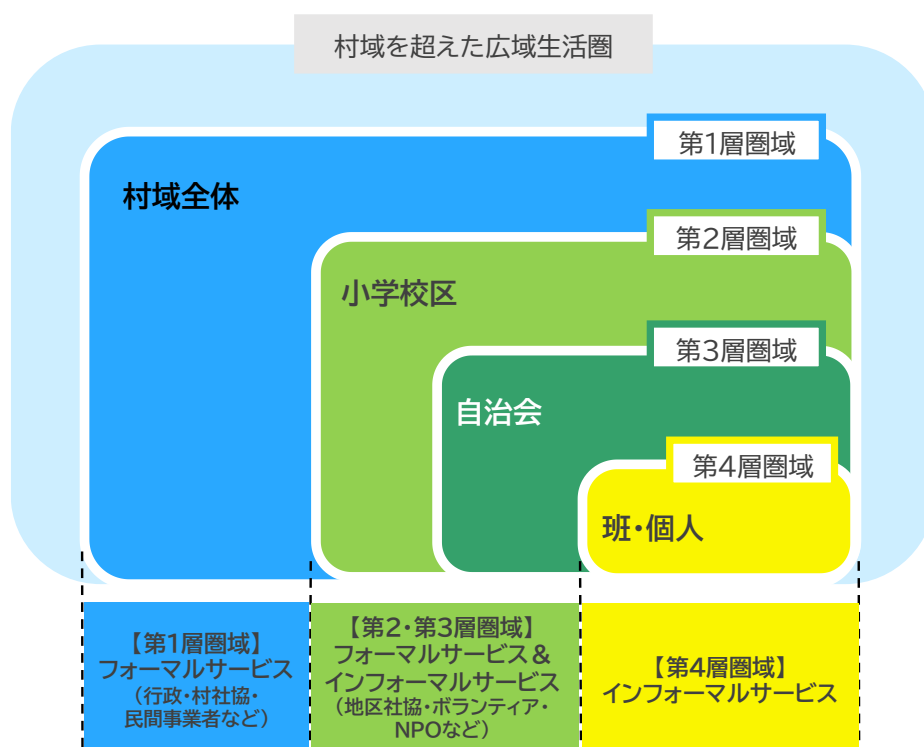 村域を超えた広域生活圏
第1層圏域
村域全体
第2層圏域
小学校区
第3層圏域
自治会
第4層圏域
班・個人
【第1層圏域】
フォーマルサービス
（行政・村社協・
民間事業者など）
【第2・第3層圏域】
フォーマルサービス＆
インフォーマルサービス
（地区社協・ボランティア・
NPOなど）
【第4層圏域】
インフォーマルサービス